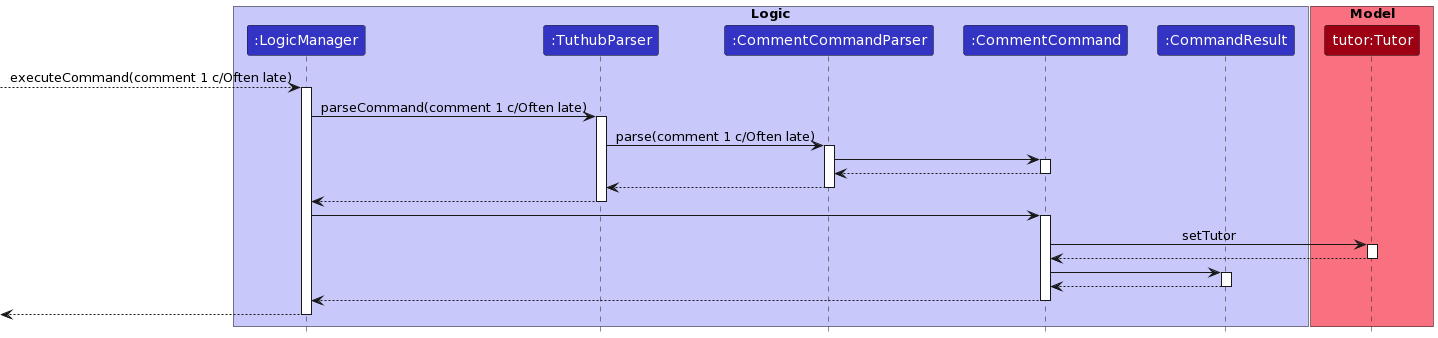 Logic
Model
:LogicManager
:TuthubParser
:CommentCommandParser
:CommentCommand
:CommandResult
tutor:Tutor
executeCommand(comment 1 c/Often late)
parseCommand(comment 1 c/Often late)
parse(comment 1 c/Often late)
setTutor